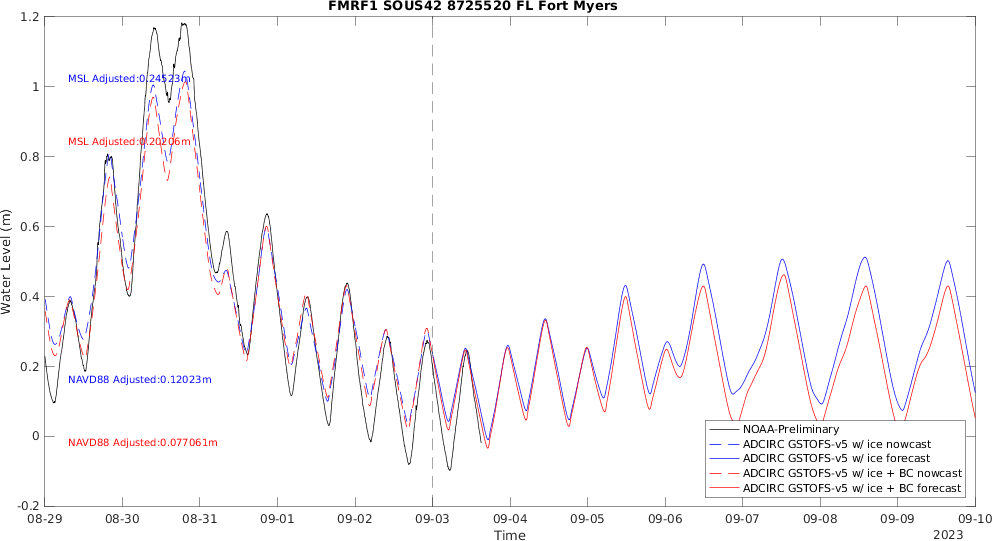 FMRF1 SOUS42 8725520 FL Fort Myers
1.2
1
0.8
0.6
0.4
0.2
0
-0.2
Water Level (m)
MSL Adjusted:0.24523m
MSL Adjusted:0.20206m
NAVD88 Adjusted:0.12023m
NAVD88 Adjusted:0.077061m
NOAA-Preliminary
ADCIRC GSTOFS-v5 w/ ice nowcast
ADCIRC GSTOFS-v5 w/ ice forecast
ADCIRC GSTOFS-v5 w/ ice + BC nowcast
ADCIRC GSTOFS-v5 w/ ice + BC forecast
08-29 08-30 08-31 09-01 09-02 09-03 09-04 09-05 09-06 09-07 09-08 09-09 09-10
Time
2023